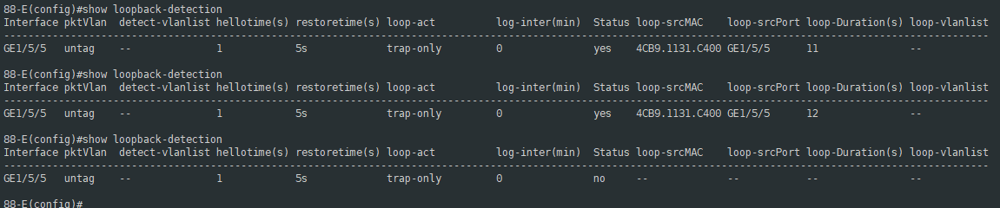 88-E(config)#show loopback-detection
Interface pktVlan  detect-vlanlist hellotime(s) restoretime(s) loop-act          log-inter(min)  Status loop-srcMAC    loop-srcPort loop-Duration(s) loop-vlanlist
------------------------------------------------------------------------------------------------------------------------------------------------------------------
GE1/5/5   untag    --              1            5s             trap-only         0               yes    4CB9.1131.C400 GE1/5/5      11               --
88-E(config)#show loopback-detection
Interface pktVlan  detect-vlanlist hellotime(s) restoretime(s) loop-act          log-inter(min)  Status loop-srcMAC    loop-srcPort loop-Duration(s) loop-vlanlist
------------------------------------------------------------------------------------------------------------------------------------------------------------------
GE1/5/5   untag    --              1            5s             trap-only         0               yes    4CB9.1131.C400 GE1/5/5      12               --
88-E(config)#show loopback-detection
Interface pktVlan  detect-vlanlist hellotime(s) restoretime(s) loop-act          log-inter(min)  Status loop-srcMAC    loop-srcPort loop-Duration(s) loop-vlanlist
------------------------------------------------------------------------------------------------------------------------------------------------------------------
GE1/5/5   untag    --              1            5s             trap-only         0               no     --             --           --               --
88-E(config)#